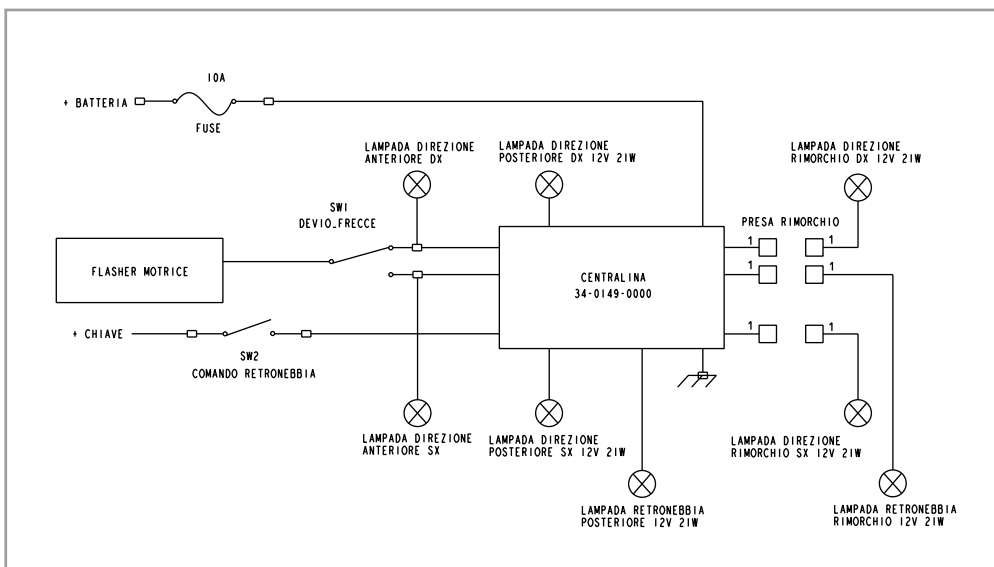 10A
+ BATTERIA
FUSE
LAMPADA DIREZIONE
ANTERIORE DX
LAMPADA DIREZIONE
POSTERIORE DX 12V 21W
LAMPADA DIREZIONE
RIMORCHIO DX 12V 21W
SW1
DEVIO_FRECCE
PRESA RIMORCHIO
FLASHER MOTRICE
CENTRALINA
34-0149-0000
1
1
1
1
1
1
+ CHIAVE
SW2
COMANDO RETRONEBBIA
LAMPADA DIREZIONE
ANTERIORE SX
LAMPADA DIREZIONE
POSTERIORE SX 12V 21W
LAMPADA DIREZIONE
RIMORCHIO SX 12V 21W
LAMPADA RETRONEBBIA
POSTERIORE 12V 21W
LAMPADA RETRONEBBIA
RIMORCHIO 12V 21W